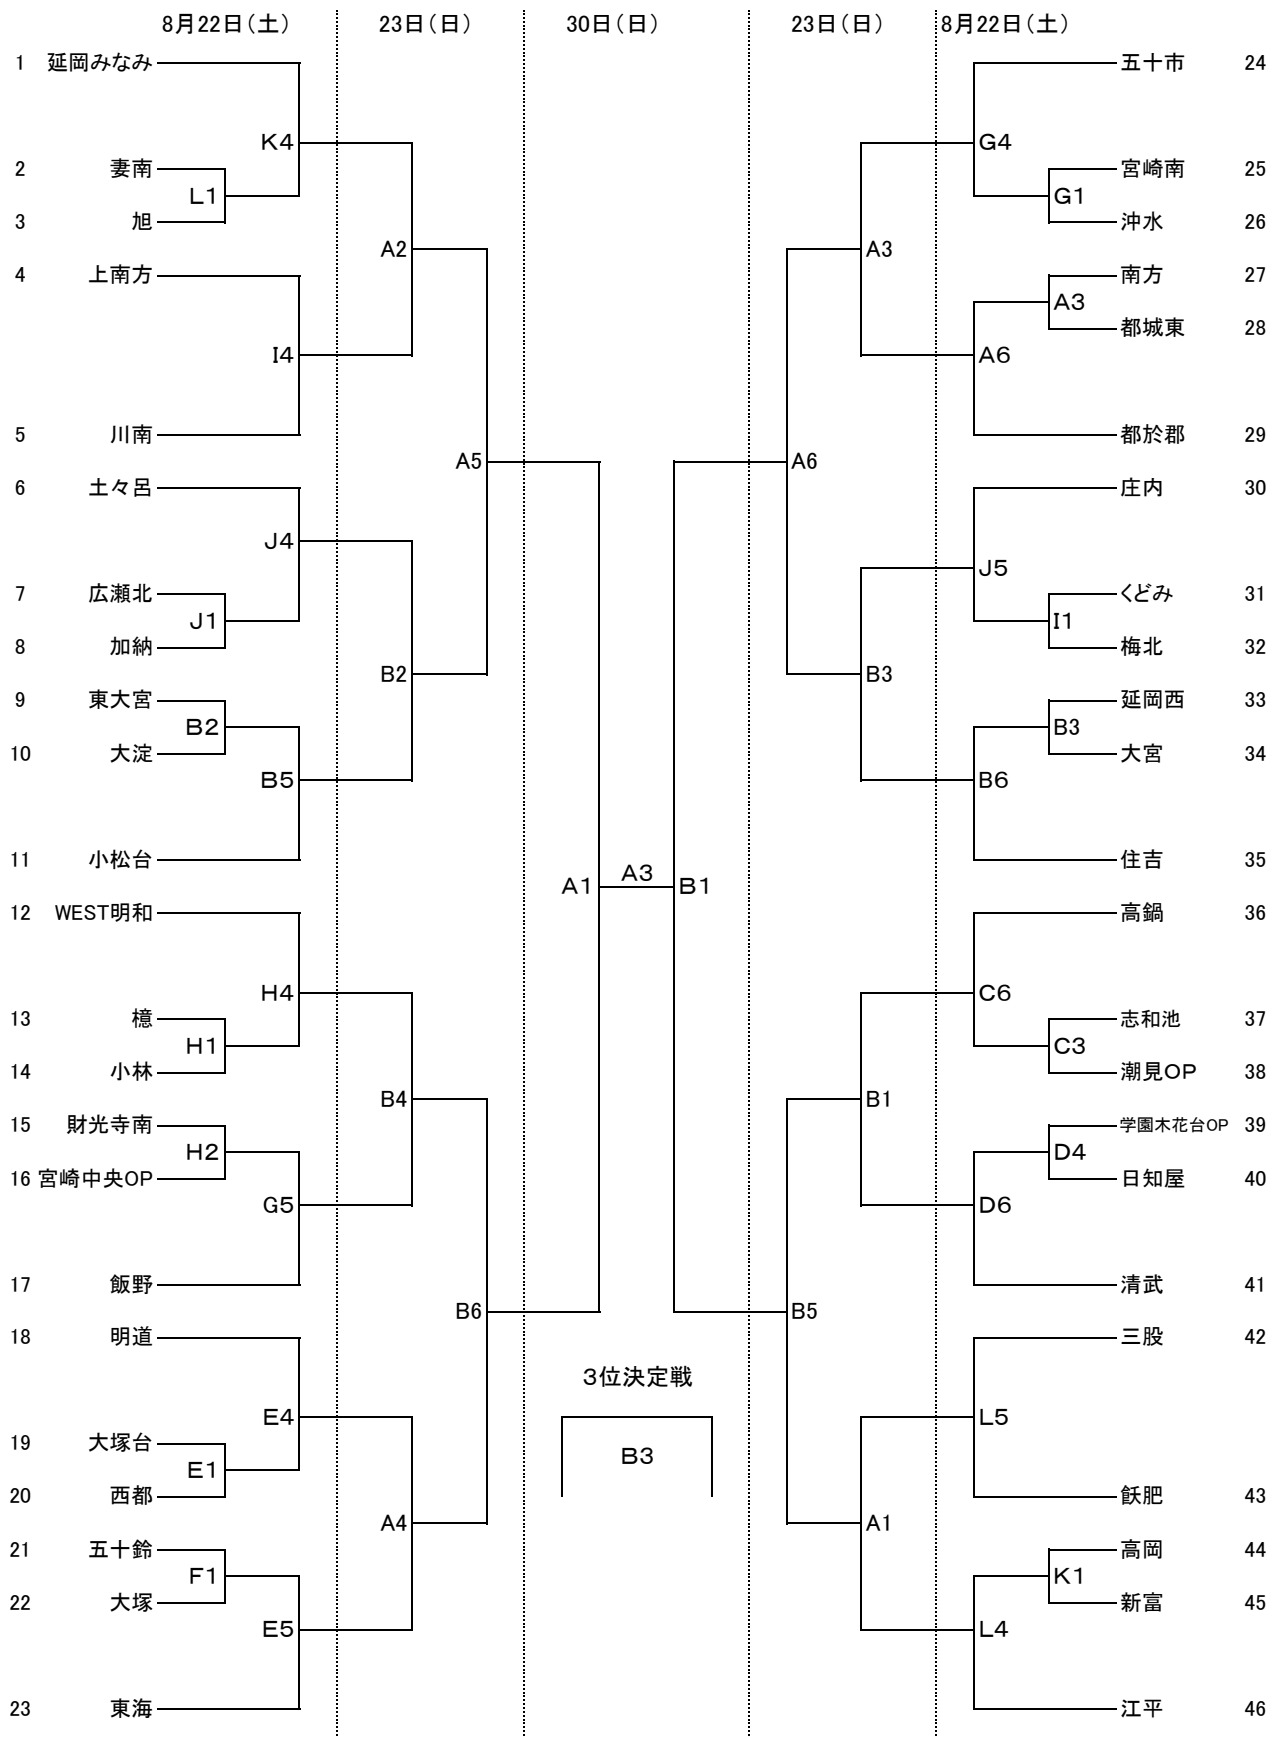 8月22日(土) 23日(日) 30日(日) 23日(日) 8月22日(土)
1 延岡みなみ 五十市 24
K4 G4
2 妻南 宮崎南 25
L1 G1
3 旭 沖水 26
A2 A3
4 上南方 南方 27
A3
都城東 28
I4 A6
5 川南 都於郡 29
A5 A6
6 土々呂 庄内 30
J4 J5
7 広瀬北 くどみ 31
J1 I1
8 加納 梅北 32
B2 B3
9 東大宮 延岡西 33
B2 B3
10 大淀 大宮 34
B5 B6
11 小松台 住吉 35
A1 A3 B1
12 WEST明和 高鍋 36
H4 C6
13 檍 志和池 37
H1 C3
14 小林 潮見OP 38
B4 B1
15 財光寺南 学園木花台OP 39
H2 D4
16 宮崎中央OP 日知屋 40
G5 D6
17 飯野 清武 41
B6 B5
18 明道 三股 42
3位決定戦
E4 L5
19 大塚台
E1 B3
20 西都 飫肥 43
A4 A1
21 五十鈴 高岡 44
F1 K1
22 大塚 新富 45
E5 L4
23 東海 江平 46